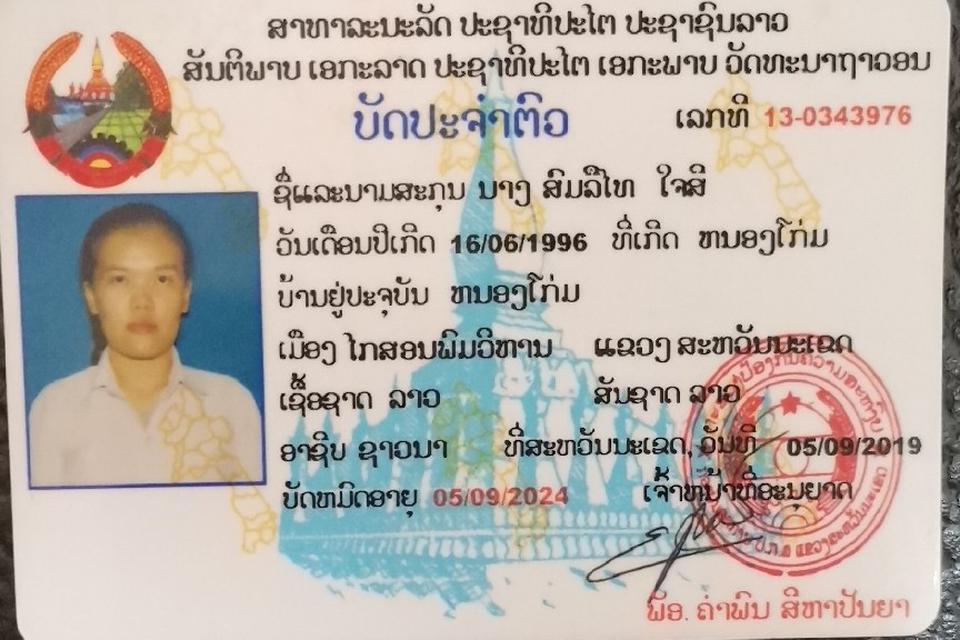 ສາທາລະນະລັດ ປະຊາທິປະໄຕ ປະຊາຊົນລາວ
ສັນຕິພາບ ເອກະລາດ ປະຊາທິປະໄຕ ເອກະພາບ ວັດທະນາຖາວອນ
ບັດປະຈຳຕົວ ເລກທີ 13-0343976
ຊື່ແລະນາມສະກຸນ ນາງ ສົມລືໄທ ໃຈສີ
ວັນເດືອນປີເກີດ 16/06/1996 ທີ່ເກີດ ຫນອງໂກ່ມ
ບ້ານຢູ່ປະຈຸບັນ ຫນອງໂກ່ມ
ເມືອງ ໄກສອນພົມວິຫານ ແຂວງ ສະຫວັນນະເຂດ
ເຊື້ອຊາດ ລາວ ສັນຊາດ ລາວ
ອາຊີບ ຊາວນາ ທີ່ສະຫວັນນະເຂດ, ວັນທີ 05/09/2019
ບັດຫມົດອາຍຸ 05/09/2024 ເຈົ້າຫນ້າທີ່ອະນຸຍາດ
ພັອ. ຄຳພົນ ສີຫາປັນຍາ